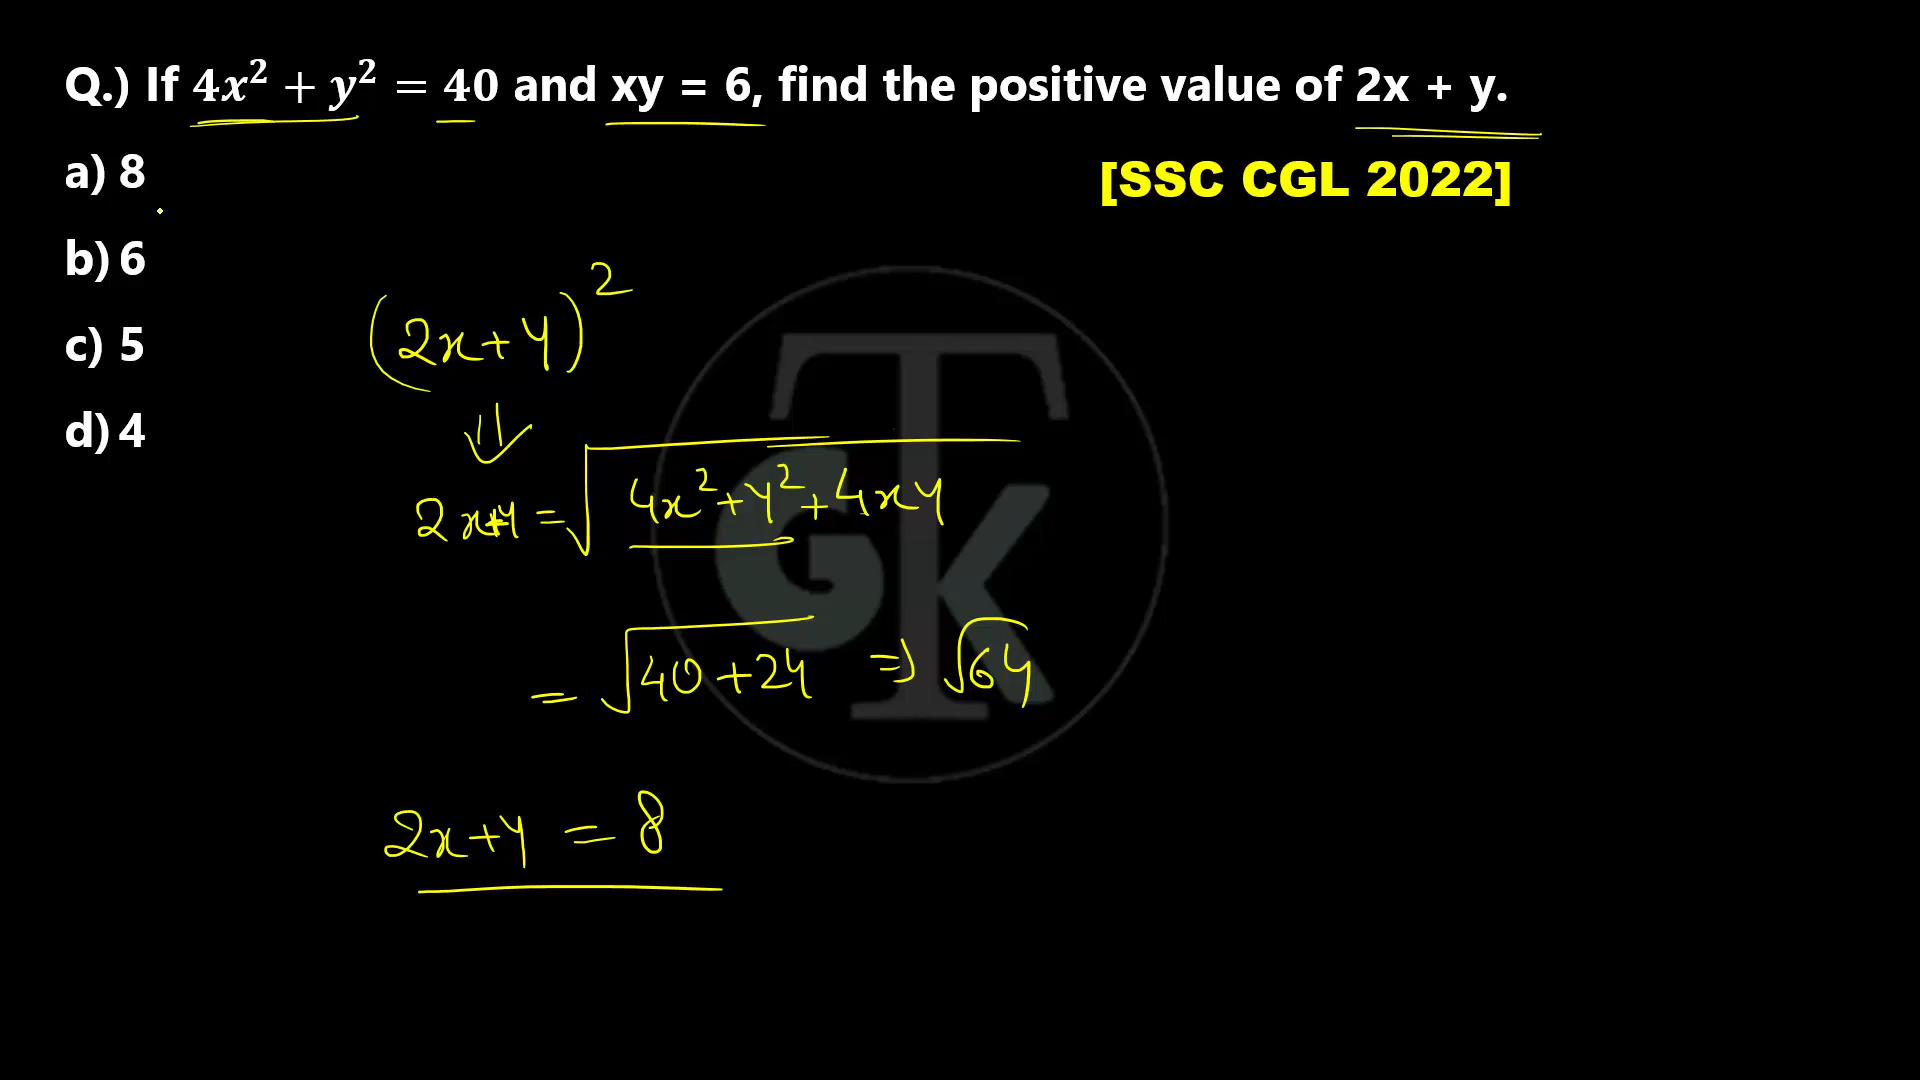 Q.) If 4x² + y² = 40 and xy = 6, find the positive value of 2x + y.
a) 8
[SSC CGL 2022]
b) 6
c) 5
d) 4
(2x+y)²
2x+y = √4x²+y²+4xy
= √40+24 ⇒ √64
2x+y = 8
TGK